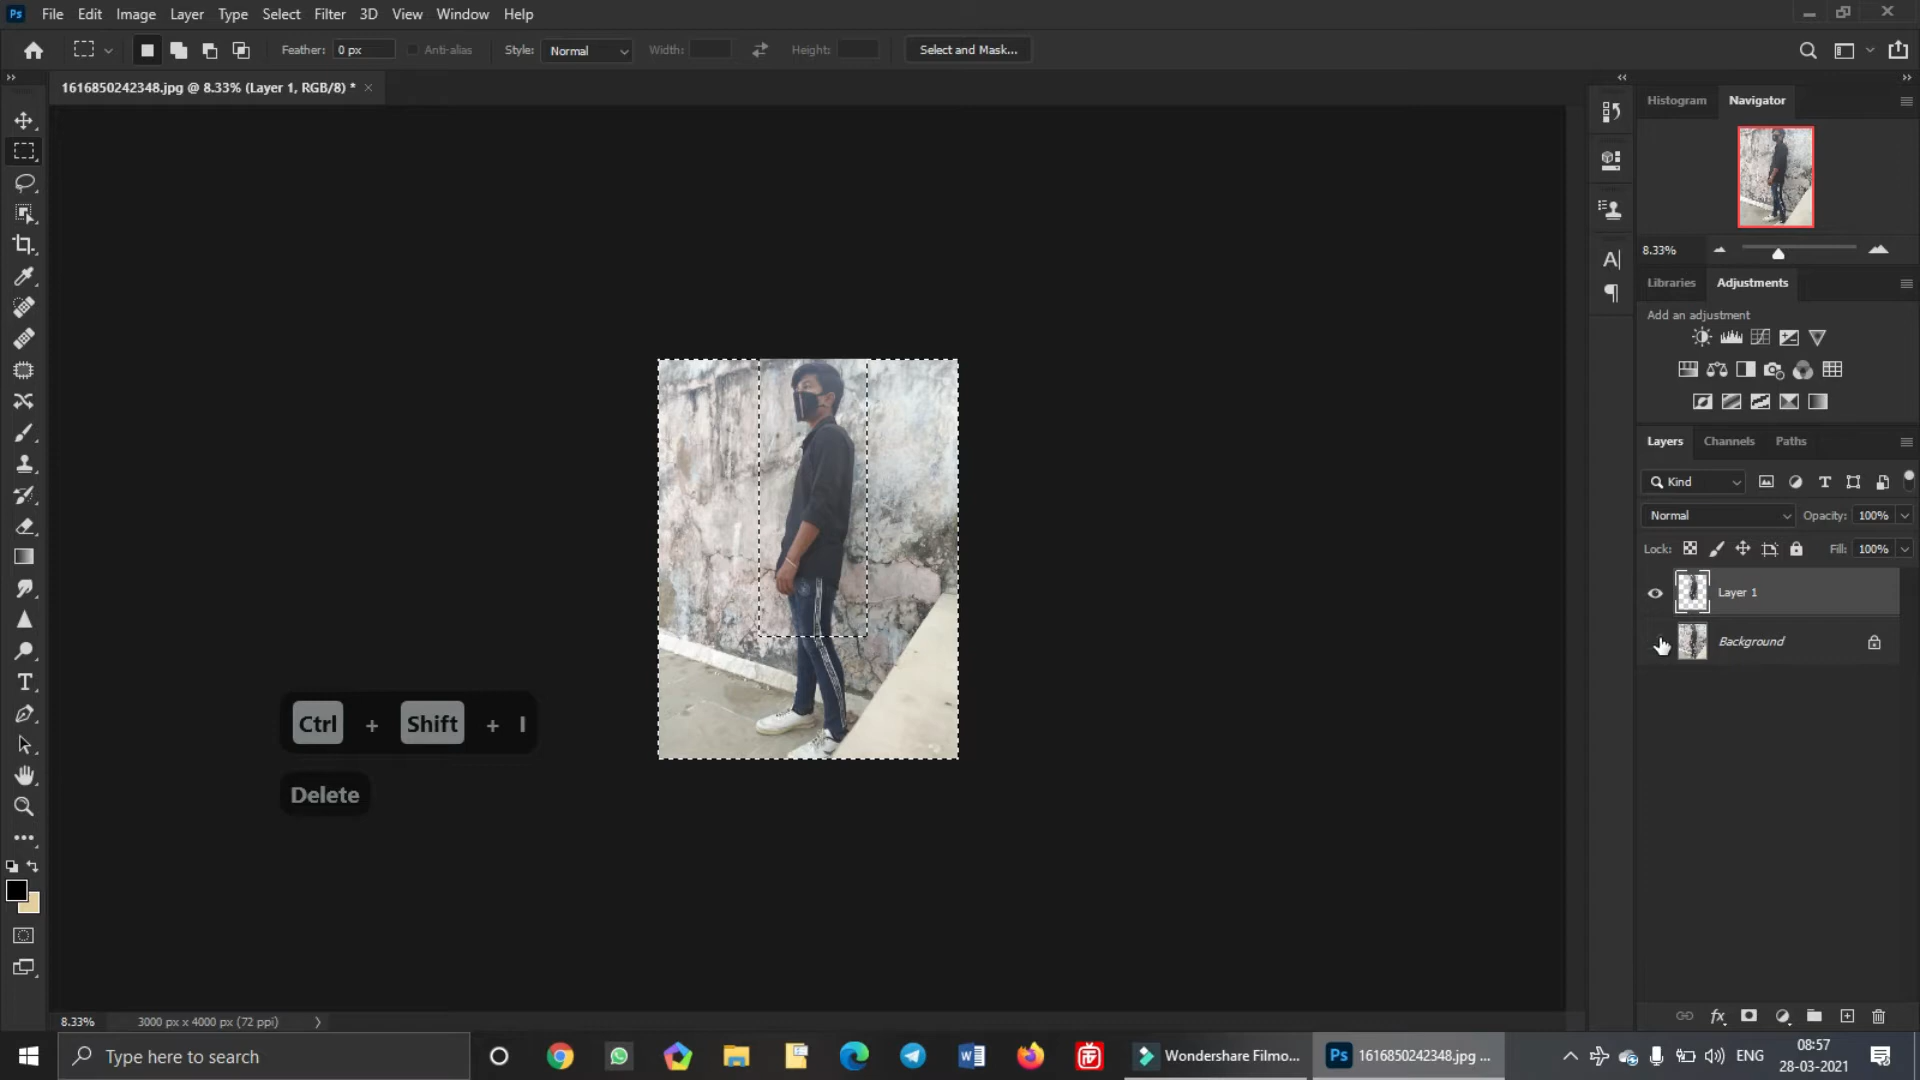 Ps File Edit Image Layer Type Select Filter 3D View Window Help
Feather: 0 px Anti-alias Style: Normal Width: Height: Select and Mask...
1616850242348.jpg @ 8.33% (Layer 1, RGB/8) * ×
Histogram Navigator
8.33%
Libraries Adjustments
Add an adjustment
Layers Channels Paths
Kind
Normal Opacity: 100%
Lock: Fill: 100%
Layer 1
Background
Ctrl + Shift + I
Delete
8.33% 3000 px x 4000 px (72 ppi)
Type here to search
Wondershare Filmo...
Ps 1616850242348.jpg ...
ENG
08:57
28-03-2021